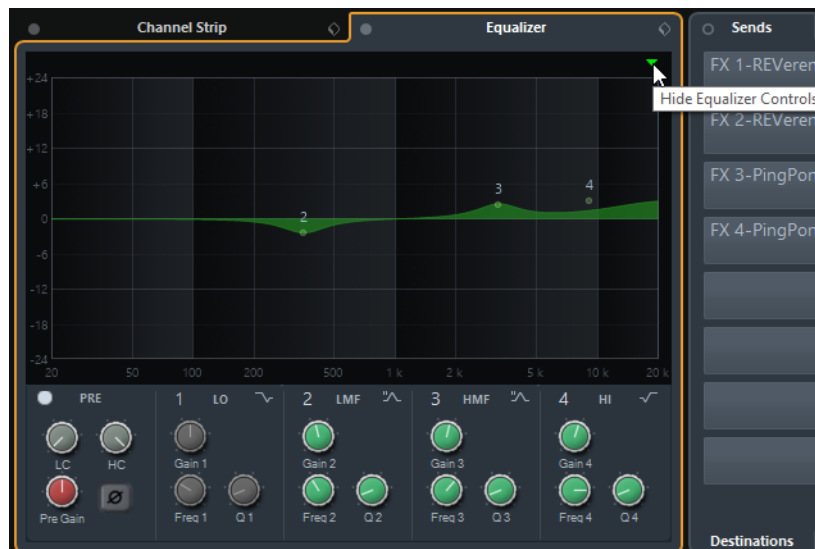 Channel Strip
Equalizer
Sends
+24
+18
+12
+6
0
-6
-12
-18
-24
20 50 100 200 500 1 k 2 k 5 k 10 k 20 k
2
3
4
Hide Equalizer Controls
FX 1-REVeren
FX 2-REVeren
FX 3-PingPon
FX 4-PingPon
PRE
1 LO
2 LMF
3 HMF
4 HI
LC HC
Gain 1
Gain 2
Gain 3
Gain 4
Pre Gain
Ø
Freq 1 Q 1
Freq 2 Q 2
Freq 3 Q 3
Freq 4 Q 4
Destinations